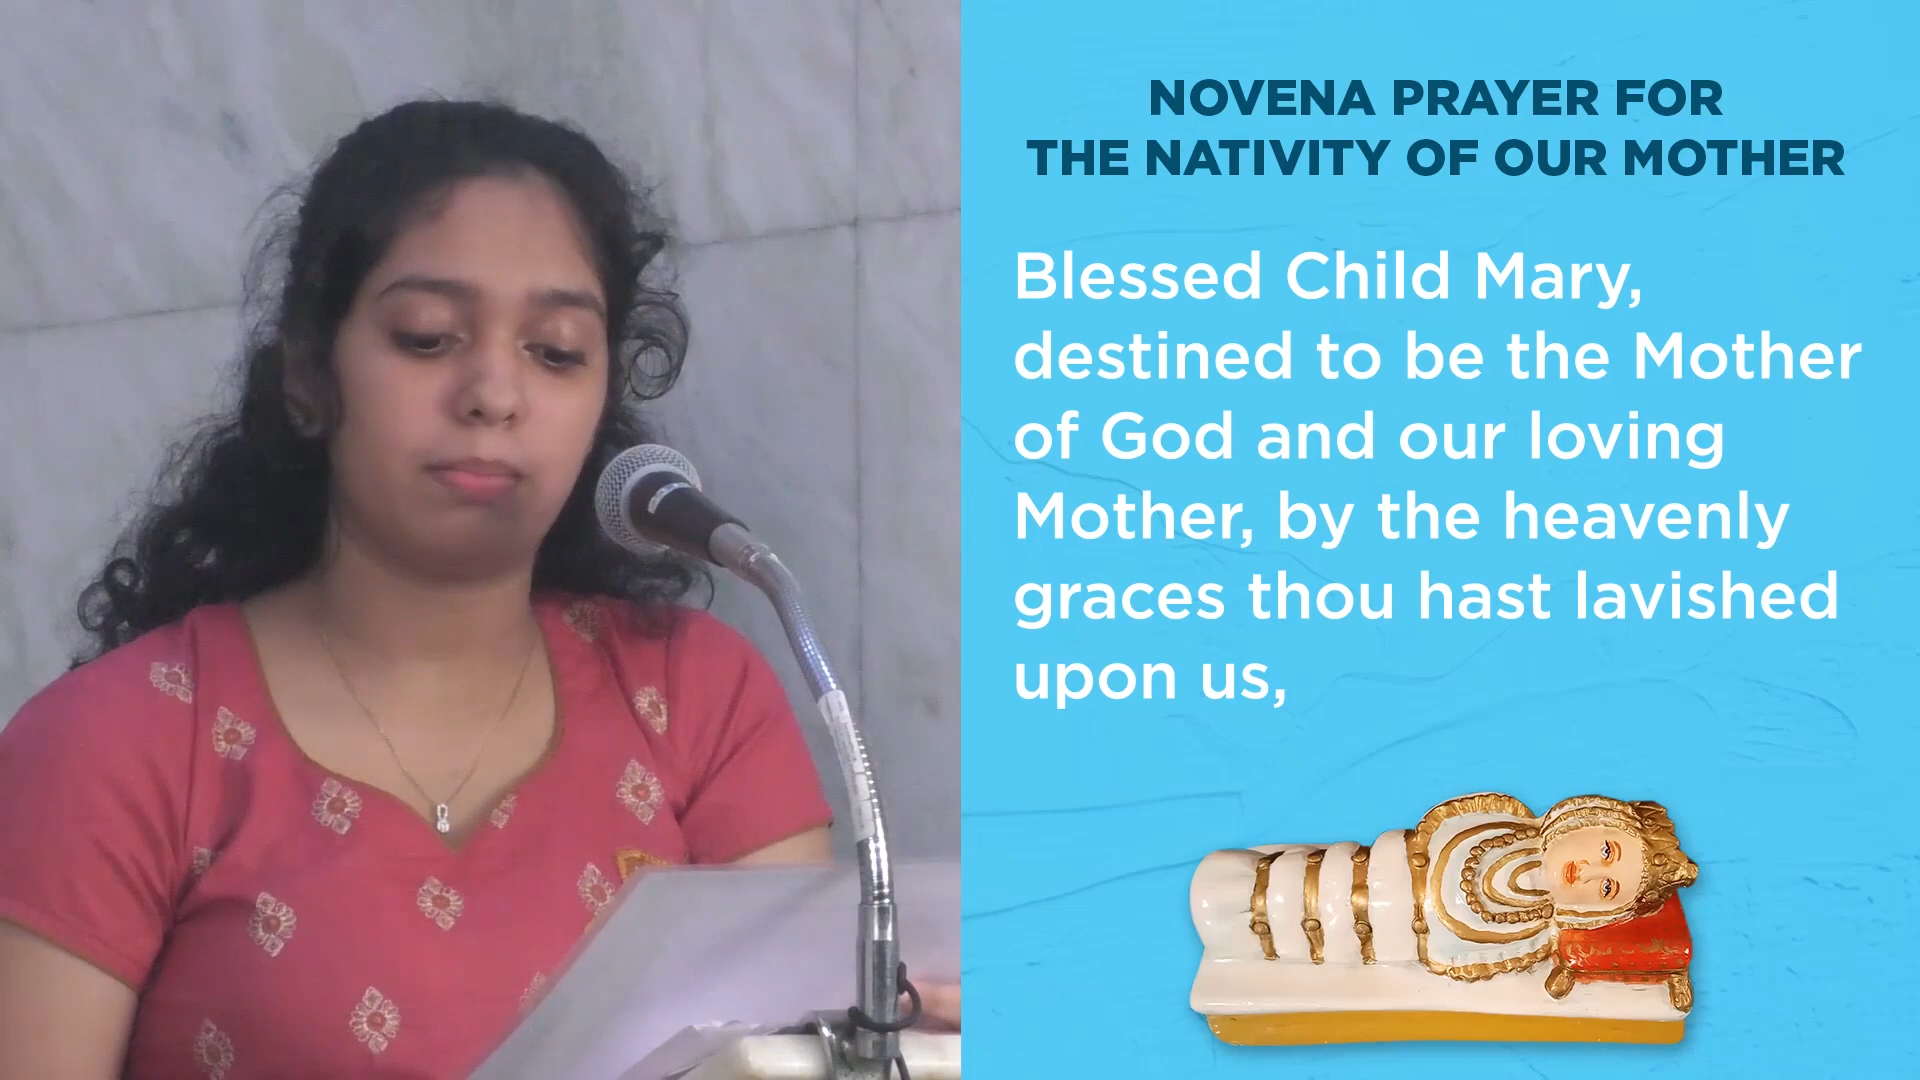 NOVENA PRAYER FOR
THE NATIVITY OF OUR MOTHER
Blessed Child Mary,
destined to be the Mother
of God and our loving
Mother, by the heavenly
graces thou hast lavished
upon us,